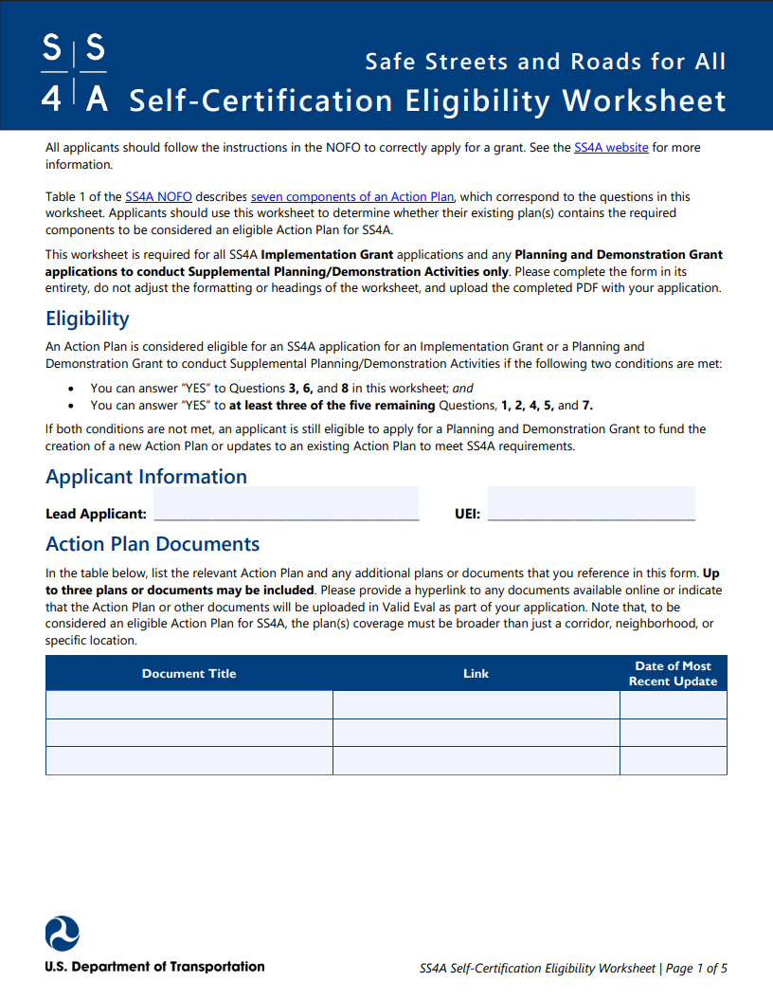 S S
4 A
Safe Streets and Roads for All
Self-Certification Eligibility Worksheet
All applicants should follow the instructions in the NOFO to correctly apply for a grant. See the SS4A website for more
information.
Table 1 of the SS4A NOFO describes seven components of an Action Plan, which correspond to the questions in this
worksheet. Applicants should use this worksheet to determine whether their existing plan(s) contains the required
components to be considered an eligible Action Plan for SS4A.
This worksheet is required for all SS4A Implementation Grant applications and any Planning and Demonstration Grant
applications to conduct Supplemental Planning/Demonstration Activities only. Please complete the form in its
entirety, do not adjust the formatting or headings of the worksheet, and upload the completed PDF with your application.
Eligibility
An Action Plan is considered eligible for an SS4A application for an Implementation Grant or a Planning and
Demonstration Grant to conduct Supplemental Planning/Demonstration Activities if the following two conditions are met:
• You can answer “YES” to Questions 3, 6, and 8 in this worksheet; and
• You can answer “YES” to at least three of the five remaining Questions, 1, 2, 4, 5, and 7.
If both conditions are not met, an applicant is still eligible to apply for a Planning and Demonstration Grant to fund the
creation of a new Action Plan or updates to an existing Action Plan to meet SS4A requirements.
Applicant Information
Lead Applicant: UEI:
Action Plan Documents
In the table below, list the relevant Action Plan and any additional plans or documents that you reference in this form. Up
to three plans or documents may be included. Please provide a hyperlink to any documents available online or indicate
that the Action Plan or other documents will be uploaded in Valid Eval as part of your application. Note that, to be
considered an eligible Action Plan for SS4A, the plan(s) coverage must be broader than just a corridor, neighborhood, or
specific location.
Document Title Link Date of Most
Recent Update
U.S. Department of Transportation
SS4A Self-Certification Eligibility Worksheet | Page 1 of 5